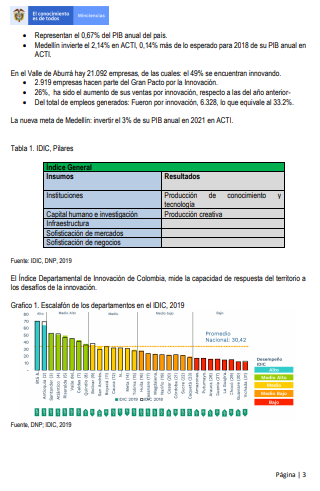 El conocimiento
es de todos
Minciencias
• Representan el 0,67% del PIB anual del país.
• Medellín invierte el 2,14% en ACTI, 0,14% más de lo esperado para 2018 de su PIB anual en
ACTI.
En el Valle de Aburrá hay 21.092 empresas, de las cuales: el 49% se encuentran innovando.
• 2.919 empresas hacen parte del Gran Pacto por la Innovación.
• 26%, ha sido el aumento de sus ventas por innovación, respecto a las del año anterior-
• Del total de empleos generados: Fueron por innovación, 6.328, lo que equivale al 33.2%.
La nueva meta de Medellín: invertir el 3% de su PIB anual en 2021 en ACTI.
Tabla 1. IDIC, Pilares
Índice General
Insumos Resultados
Instituciones Producción de conocimiento y
tecnología
Capital humano e investigación Producción creativa
Infraestructura
Sofisticación de mercados
Sofisticación de negocios
Fuente: IDIC, DNP, 2019
El Índice Departamental de Innovación de Colombia, mide la capacidad de respuesta del territorio a
los desafíos de la innovación.
Grafico 1. Escalafón de los departamentos en el IDIC, 2019
Alto Medio Alto Medio Medio bajo Bajo
80
70
60
50
40
30
20
10
0
Promedio
Nacional: 30,42
Desempeño
IDIC
Alto
Medio Alto
Medio
Medio Bajo
Bajo
IDIC 2019 IDIC 2018
Fuente, DNP; IDIC, 2019
Página | 3